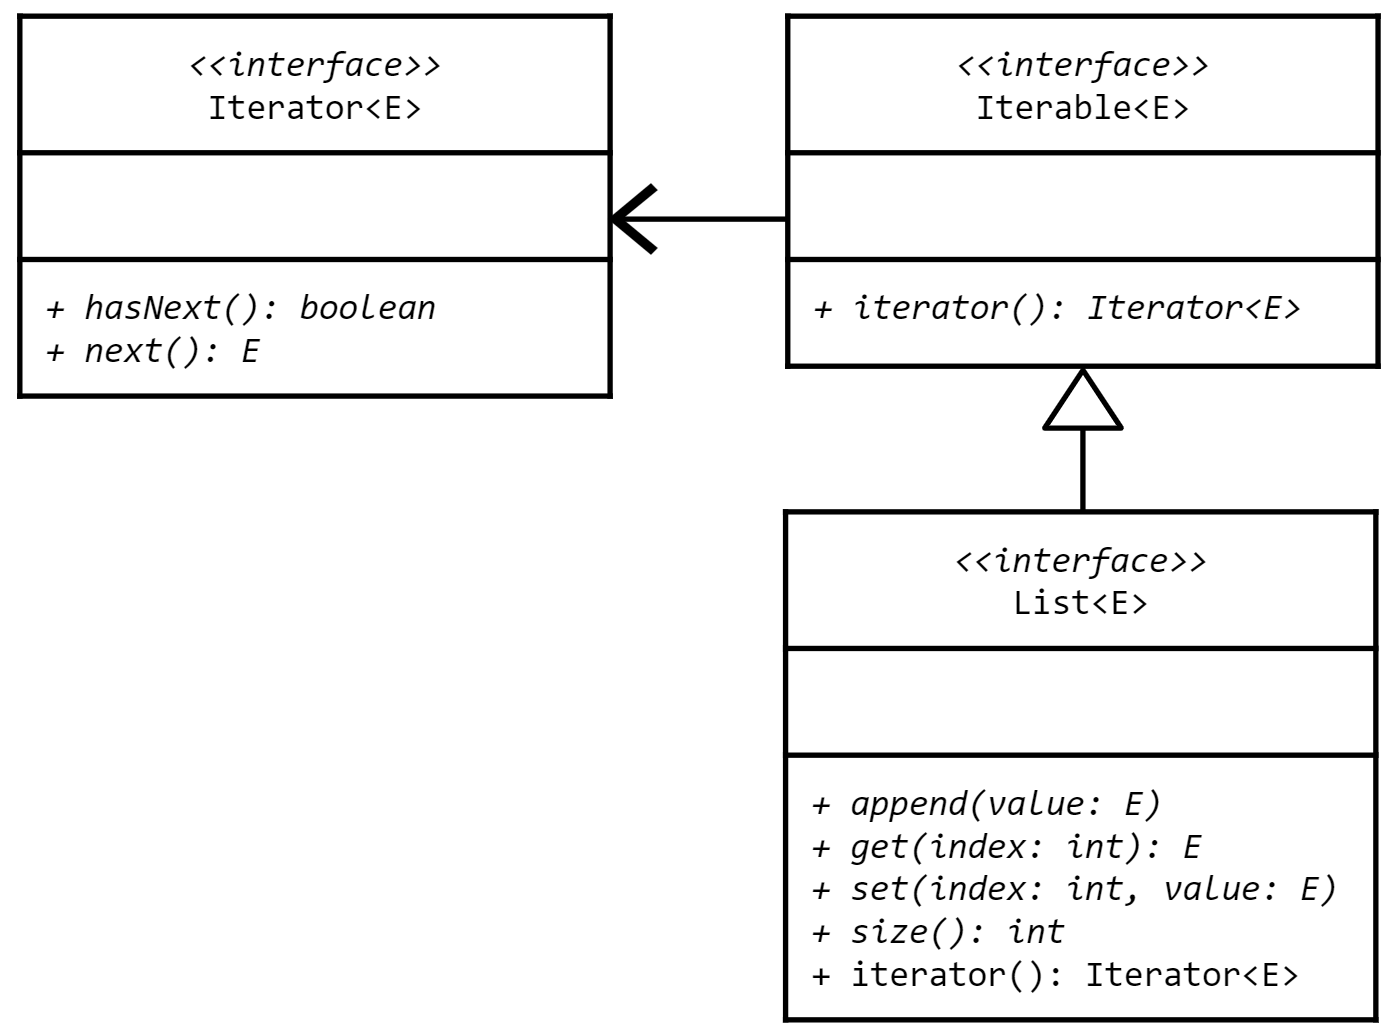 <<interface>>
Iterator<E>
+ hasNext(): boolean
+ next(): E
<<interface>>
Iterable<E>
+ iterator(): Iterator<E>
<<interface>>
List<E>
+ append(value: E)
+ get(index: int): E
+ set(index: int, value: E)
+ size(): int
+ iterator(): Iterator<E>